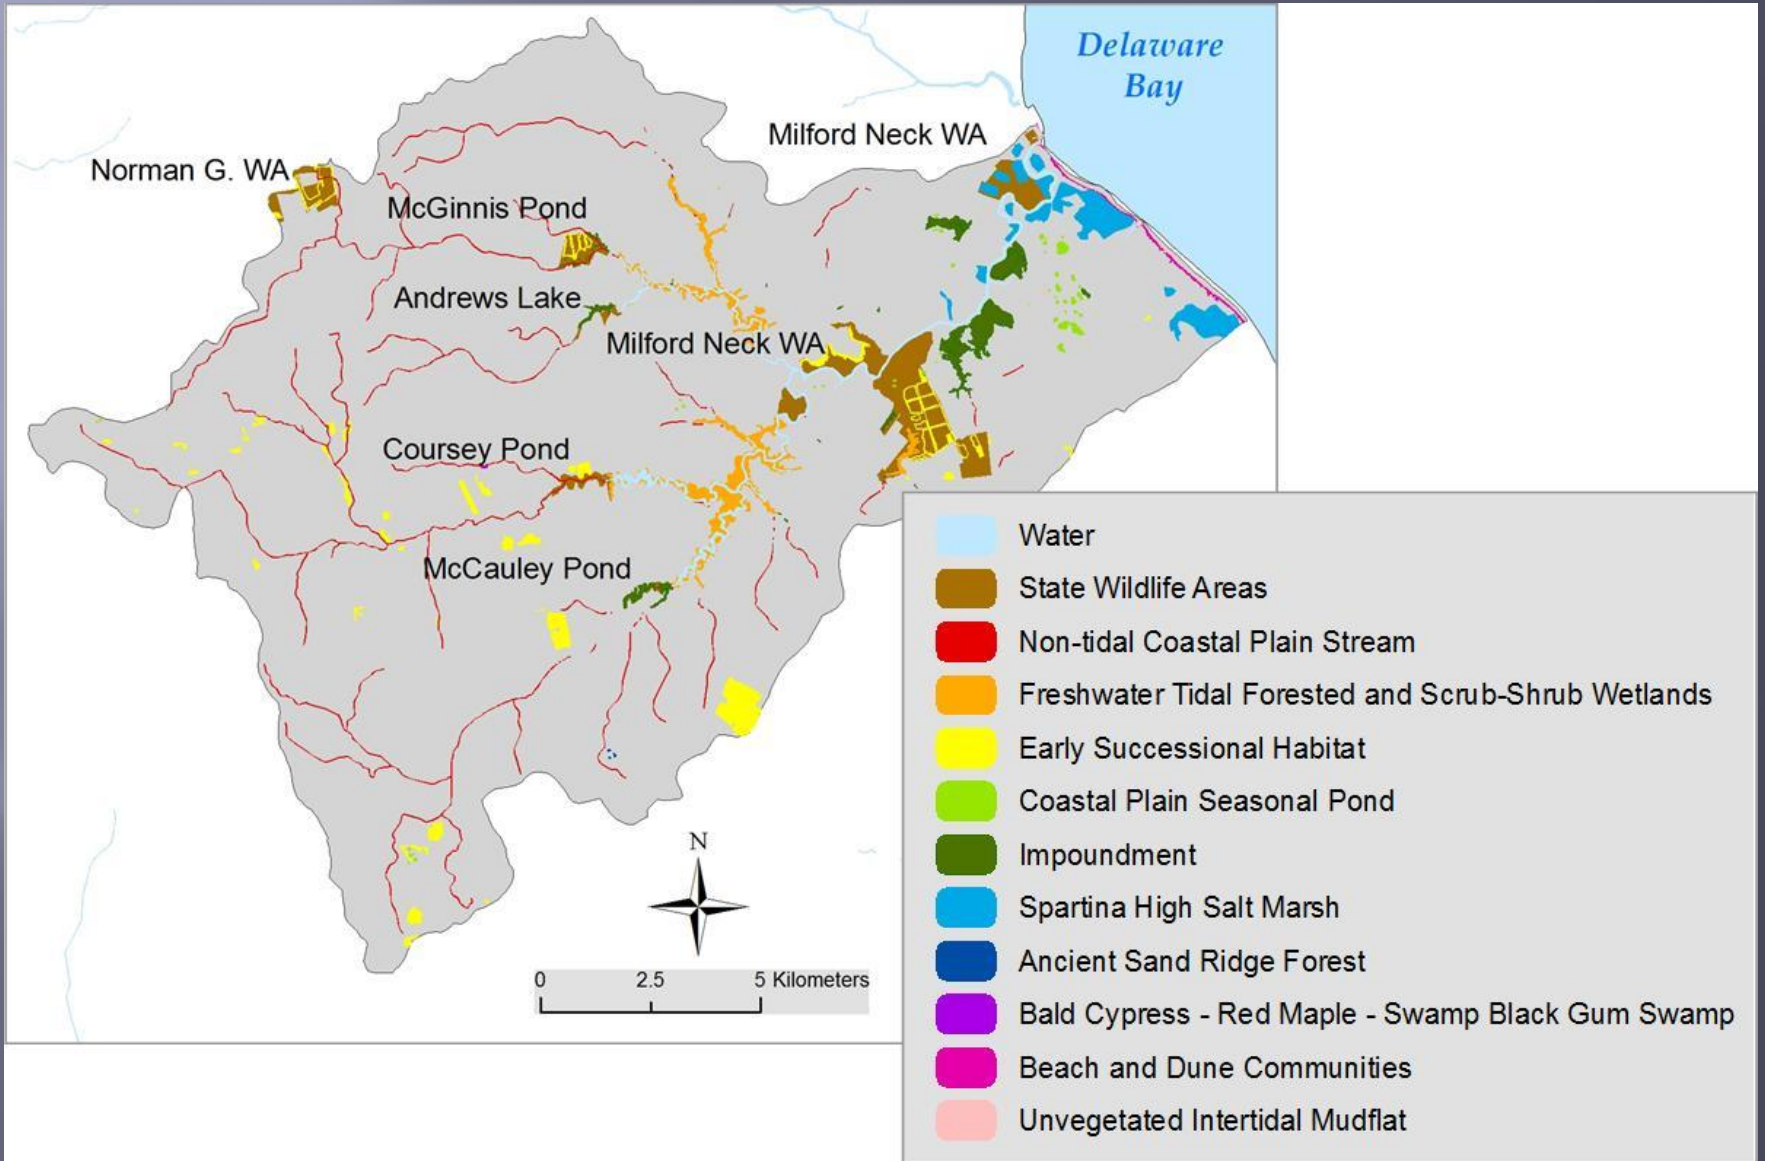 Delaware
Bay
Milford Neck WA
Norman G. WA
McGinnis Pond
Andrews Lake
Milford Neck WA
Coursey Pond
McCauley Pond
N
0 2.5 5 Kilometers
Water
State Wildlife Areas
Non-tidal Coastal Plain Stream
Freshwater Tidal Forested and Scrub-Shrub Wetlands
Early Successional Habitat
Coastal Plain Seasonal Pond
Impoundment
Spartina High Salt Marsh
Ancient Sand Ridge Forest
Bald Cypress - Red Maple - Swamp Black Gum Swamp
Beach and Dune Communities
Unvegetated Intertidal Mudflat